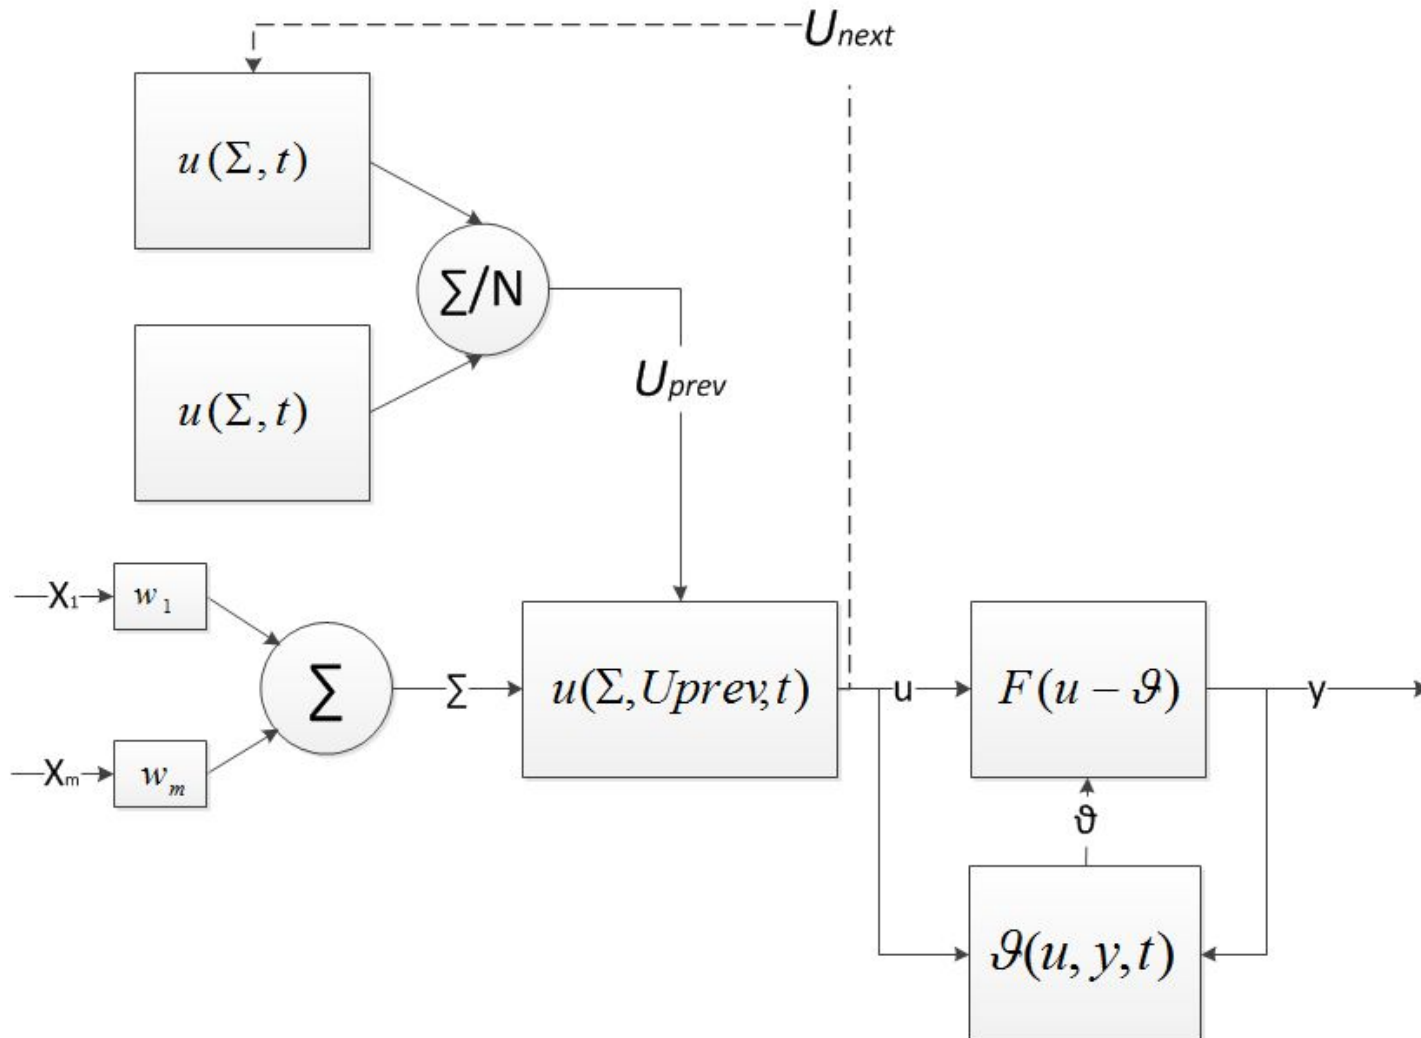 Unext
u(Σ, t)
Σ/N
Uprev
u(Σ, t)
X1
w1
Σ
Σ
u(Σ,Uprev,t)
u
F(u − ϑ)
y
Xm
wm
ϑ
ϑ(u, y, t)